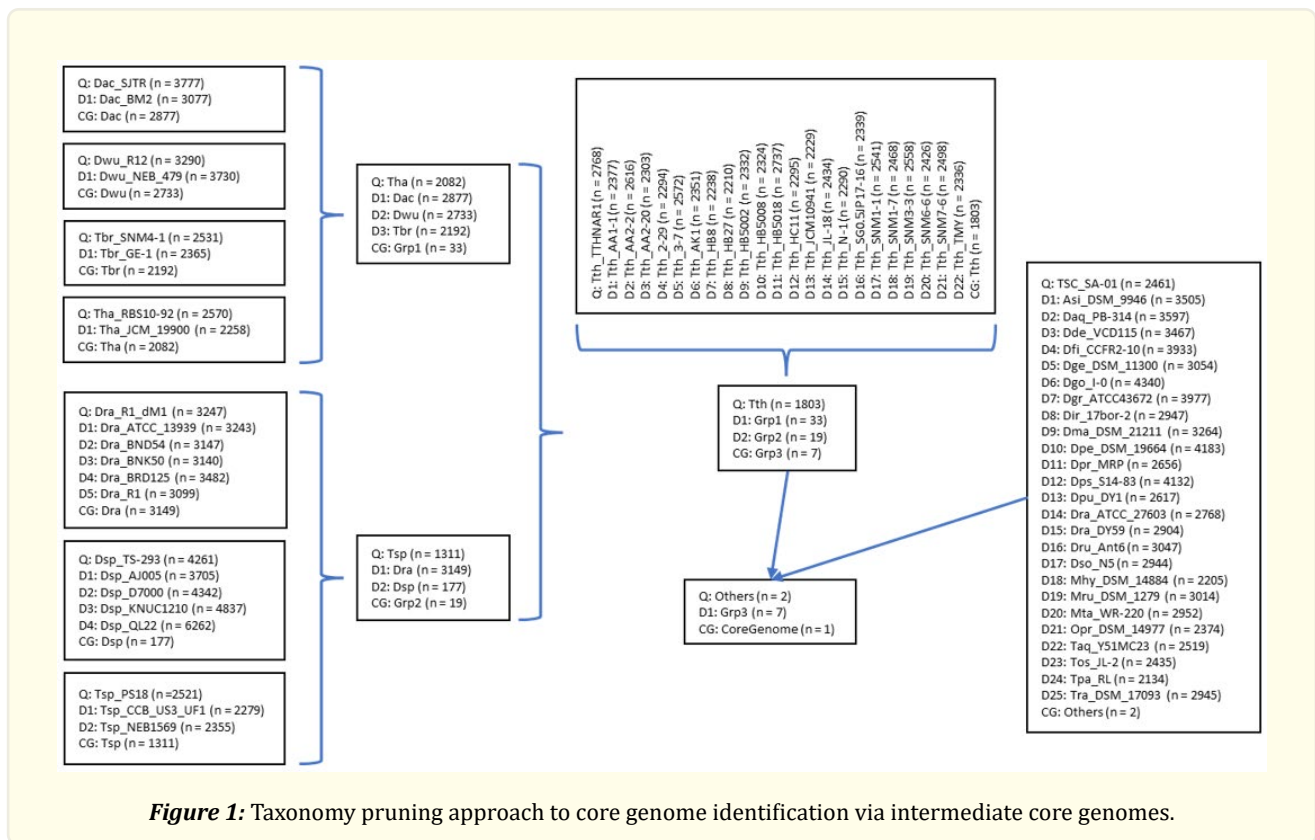 Q: Dac_SJTR (n = 3777)
D1: Dac_BM2 (n = 3077)
CG: Dac (n = 2877)
Q: Dwu_R12 (n = 3290)
D1: Dwu_NEB_479 (n = 3730)
CG: Dwu (n = 2733)
Q: Tbr_SNM4-1 (n = 2531)
D1: Tbr_GE-1 (n = 2365)
CG: Tbr (n = 2192)
Q: Tha_RBS10-92 (n = 2570)
D1: Tha_JCM_19900 (n = 2258)
CG: Tha (n = 2082)
Q: Dra_R1_dM1 (n = 3247)
D1: Dra_ATCC_13939 (n = 3243)
D2: Dra_BND54 (n = 3147)
D3: Dra_BNK50 (n = 3140)
D4: Dra_BRD125 (n = 3482)
D5: Dra_R1 (n = 3099)
CG: Dra (n = 3149)
Q: Dsp_TS-293 (n = 4261)
D1: Dsp_AJ005 (n = 3705)
D2: Dsp_D7000 (n = 4342)
D3: Dsp_KNUC1210 (n = 4837)
D4: Dsp_QL22 (n = 6262)
CG: Dsp (n = 177)
Q: Tsp_PS18 (n =2521)
D1: Tsp_CCB_US3_UF1 (n = 2279)
D2: Tsp_NEB1569 (n = 2355)
CG: Tsp (n = 1311)
Q: Tha (n = 2082)
D1: Dac (n = 2877)
D2: Dwu (n = 2733)
D3: Tbr (n = 2192)
CG: Grp1 (n = 33)
Q: Tsp (n = 1311)
D1: Dra (n = 3149)
D2: Dsp (n = 177)
CG: Grp2 (n = 19)
Q: Tth_TTHNAR1 (n = 2768)
D1: Tth_AA1-1 (n = 2377)
D2: Tth_AA2-2 (n = 2616)
D3: Tth_AA2-20 (n = 2303)
D4: Tth_2-29 (n = 2294)
D5: Tth_3-7 (n = 2572)
D6: Tth_AK1 (n = 2351)
D7: Tth_HB8 (n = 2238)
D8: Tth_HB27 (n = 2210)
D9: Tth_HB5002 (n = 2332)
D10: Tth_HB5008 (n = 2324)
D11: Tth_HB5018 (n = 2737)
D12: Tth_HC11 (n = 2295)
D13: Tth_JCM10941 (n = 2229)
D14: Tth_JL-18 (n = 2434)
D15: Tth_N-1(n = 2290)
D16: Tth_SG0.5JP17-16 (n = 2339)
D17: Tth_SNM1-1 (n = 2541)
D18: Tth_SNM1-7 (n = 2468)
D19: Tth_SNM3-3 (n = 2558)
D20: Tth_SNM6-6 (n = 2426)
D21: Tth_SNM7-6 (n = 2498)
D22: Tth_TMY (n = 2336)
CG: Tth (n = 1803)
Q: Tth (n = 1803)
D1: Grp1 (n = 33)
D2: Grp2 (n = 19)
CG: Grp3 (n = 7)
Q: Others (n = 2)
D1: Grp3 (n = 7)
CG: CoreGenome (n = 1)
Q: TSC_SA-01 (n = 2461)
D1: Asi_DSM_9946 (n = 3505)
D2: Daq_PB-314 (n = 3597)
D3: Dde_VCD115 (n = 3467)
D4: Dfi_CCFR2-10 (n = 3933)
D5: Dge_DSM_11300 (n = 3054)
D6: Dgo_I-0 (n = 4340)
D7: Dgr_ATCC43672 (n = 3977)
D8: Dir_17bor-2 (n = 2947)
D9: Dma_DSM_21211 (n = 3264)
D10: Dpe_DSM_19664 (n = 4183)
D11: Dpr_MRP (n = 2656)
D12: Dps_S14-83 (n = 4132)
D13: Dpu_DY1 (n = 2617)
D14: Dra_ATCC_27603 (n = 2768)
D15: Dra_DY59 (n = 2904)
D16: Dru_Ant6 (n = 3047)
D17: Dso_N5 (n = 2944)
D18: Mhy_DSM_14884 (n = 2205)
D19: Mru_DSM_1279 (n = 3014)
D20: Mta_WR-220 (n = 2952)
D21: Opr_DSM_14977 (n = 2374)
D22: Taq_Y51MC23 (n = 2519)
D23: Tos_JL-2 (n = 2435)
D24: Tpa_RL (n = 2134)
D25: Tra_DSM_17093 (n = 2945)
CG: Others (n = 2)
Figure 1: Taxonomy pruning approach to core genome identification via intermediate core genomes.